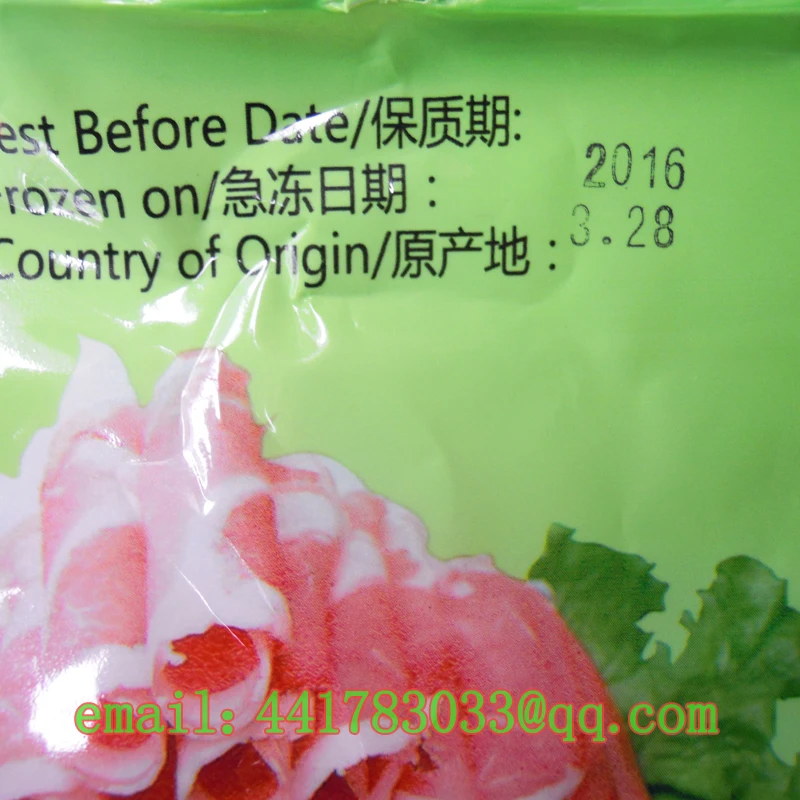 est Before Date/保质期:
rozen on/急冻日期：
2016
Country of Origin/原产地：
3.28
email: 441783033@qq.com